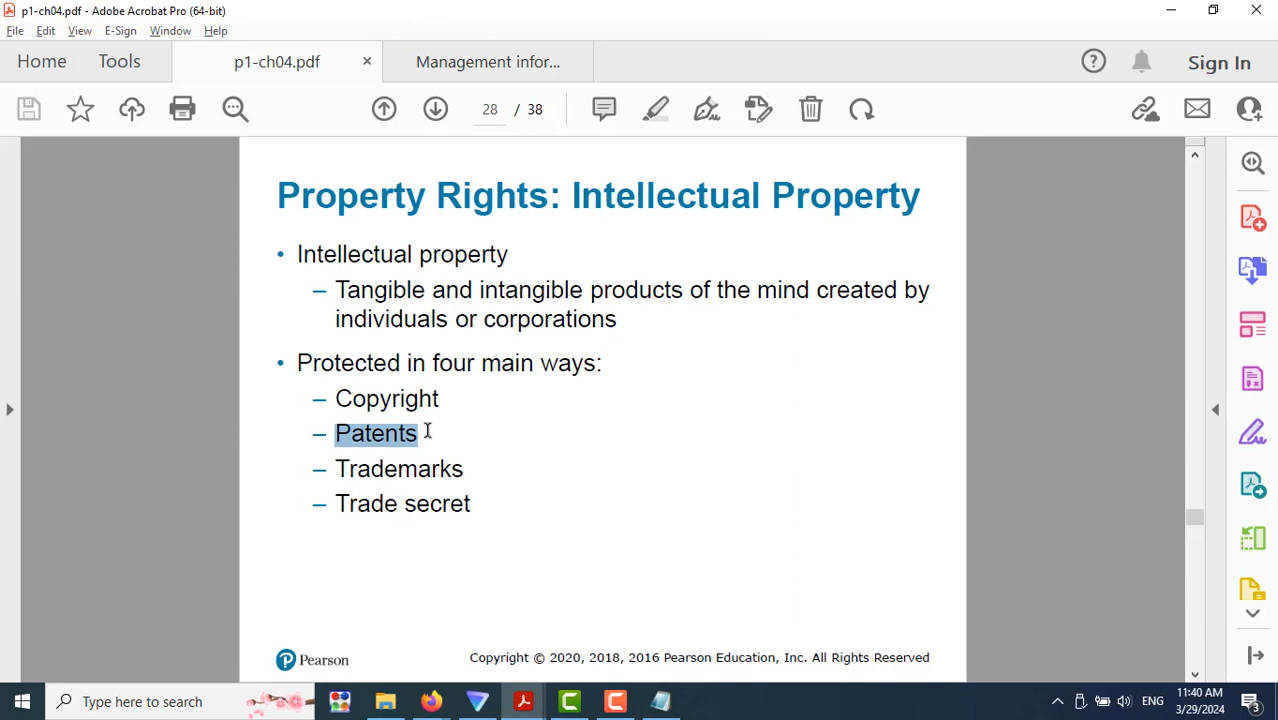 p1-ch04.pdf - Adobe Acrobat Pro (64-bit)
File Edit View E-Sign Window Help
Home Tools p1-ch04.pdf × Management infor... Sign In
28 / 38
Property Rights: Intellectual Property
• Intellectual property
– Tangible and intangible products of the mind created by
individuals or corporations
• Protected in four main ways:
– Copyright
– Patents
– Trademarks
– Trade secret
Pearson
Copyright © 2020, 2018, 2016 Pearson Education, Inc. All Rights Reserved
Type here to search
ENG
11:40 AM
3/29/2024
3